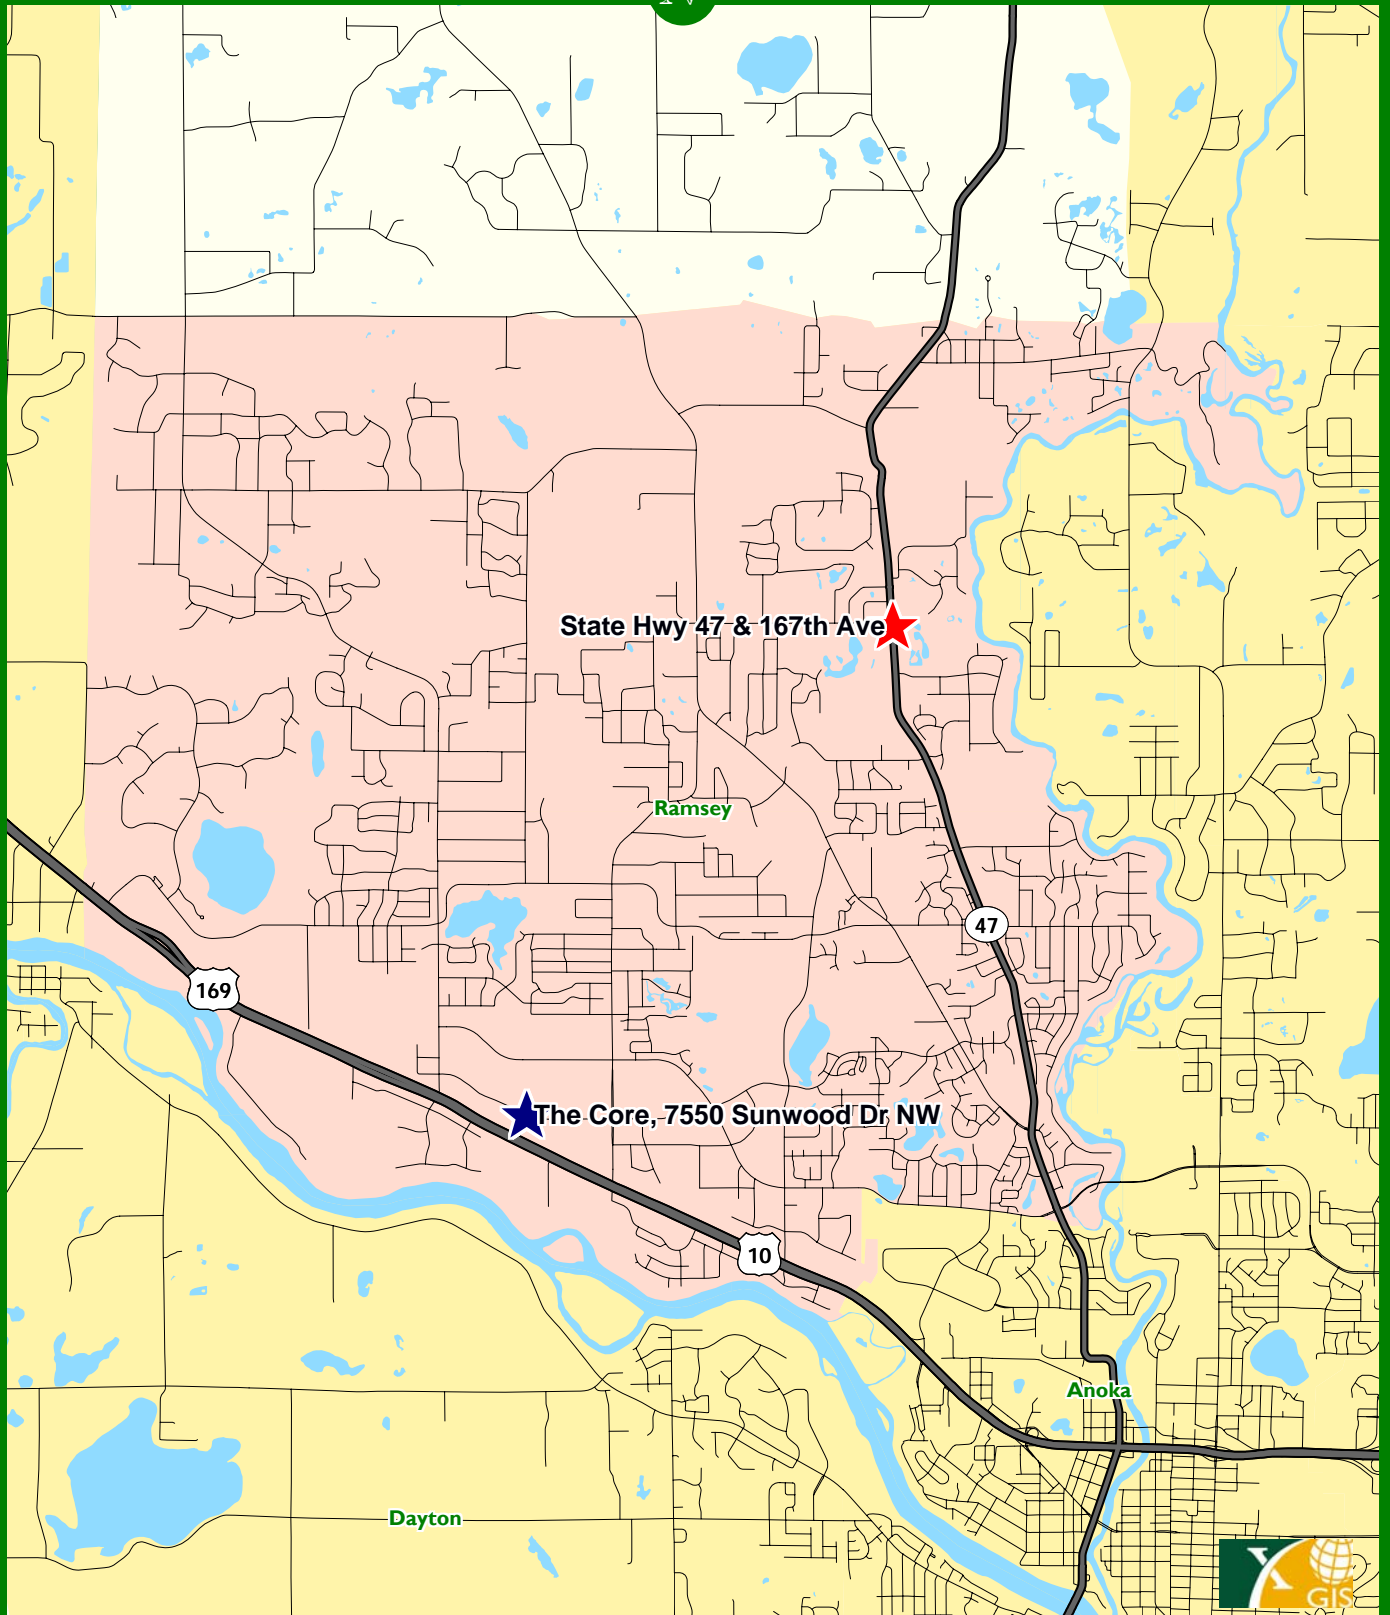 State Hwy 47 & 167th Ave
Ramsey
47
169
The Core, 7550 Sunwood Dr NW
10
Anoka
Dayton
GIS